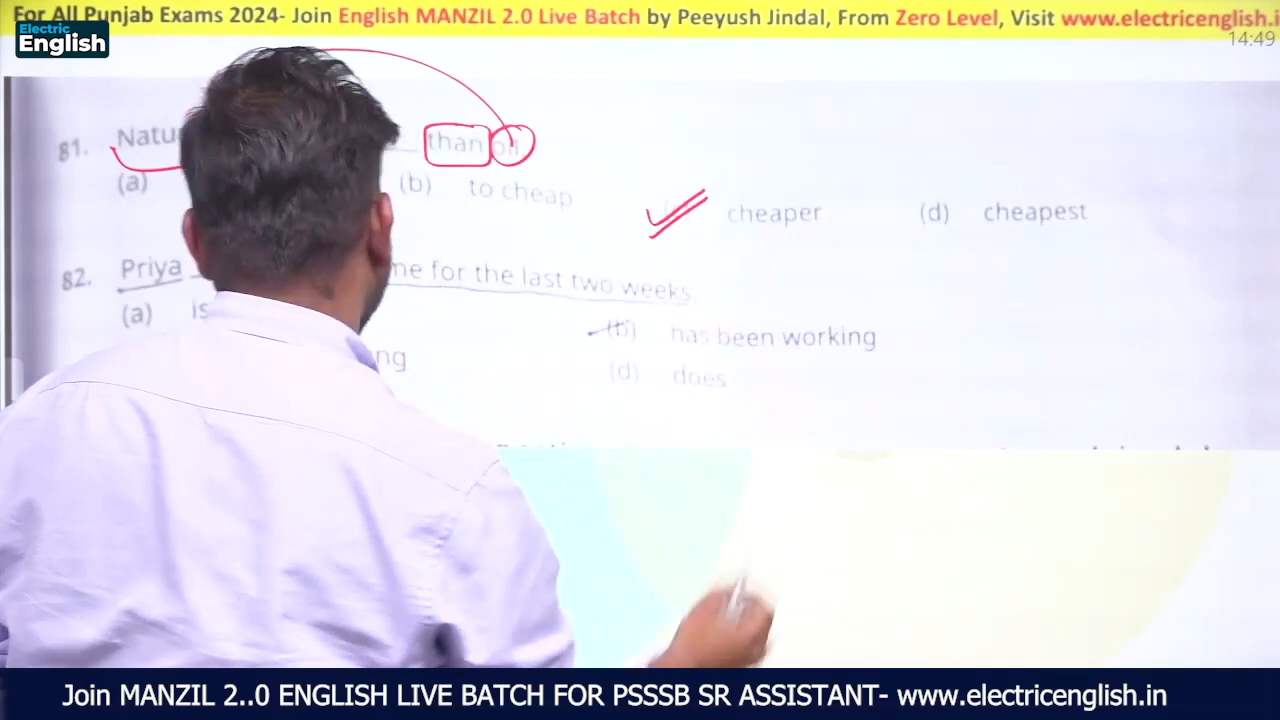 For All Punjab Exams 2024- Join English MANZIL 2.0 Live Batch by Peeyush Jindal, From Zero Level, Visit www.electricenglish.i
Electric
English
14:49
81. Natu than oil
(a) (b) to cheap cheaper (d) cheapest
82. Priya me for the last two weeks.
(a) is (b) has been working
ng (d) does
Join MANZIL 2..0 ENGLISH LIVE BATCH FOR PSSSB SR ASSISTANT- www.electricenglish.in